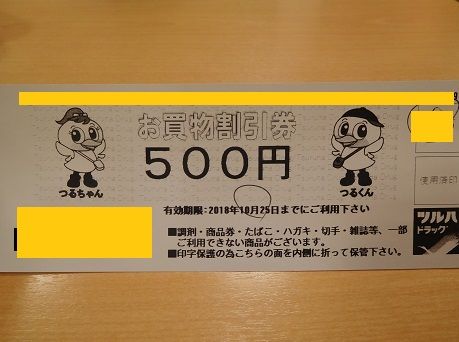 お買物割引券
500円
つるちゃん
つるくん
有効期限:2018年10月25日までにご利用下さい
■調剤・商品券・たばこ・ハガキ・切手・雑誌等、一部
ご利用できない商品がございます。
■印字保護の為こちらの面を内側に折って保管下さい。
使用済印
ツルハ
ドラッグ